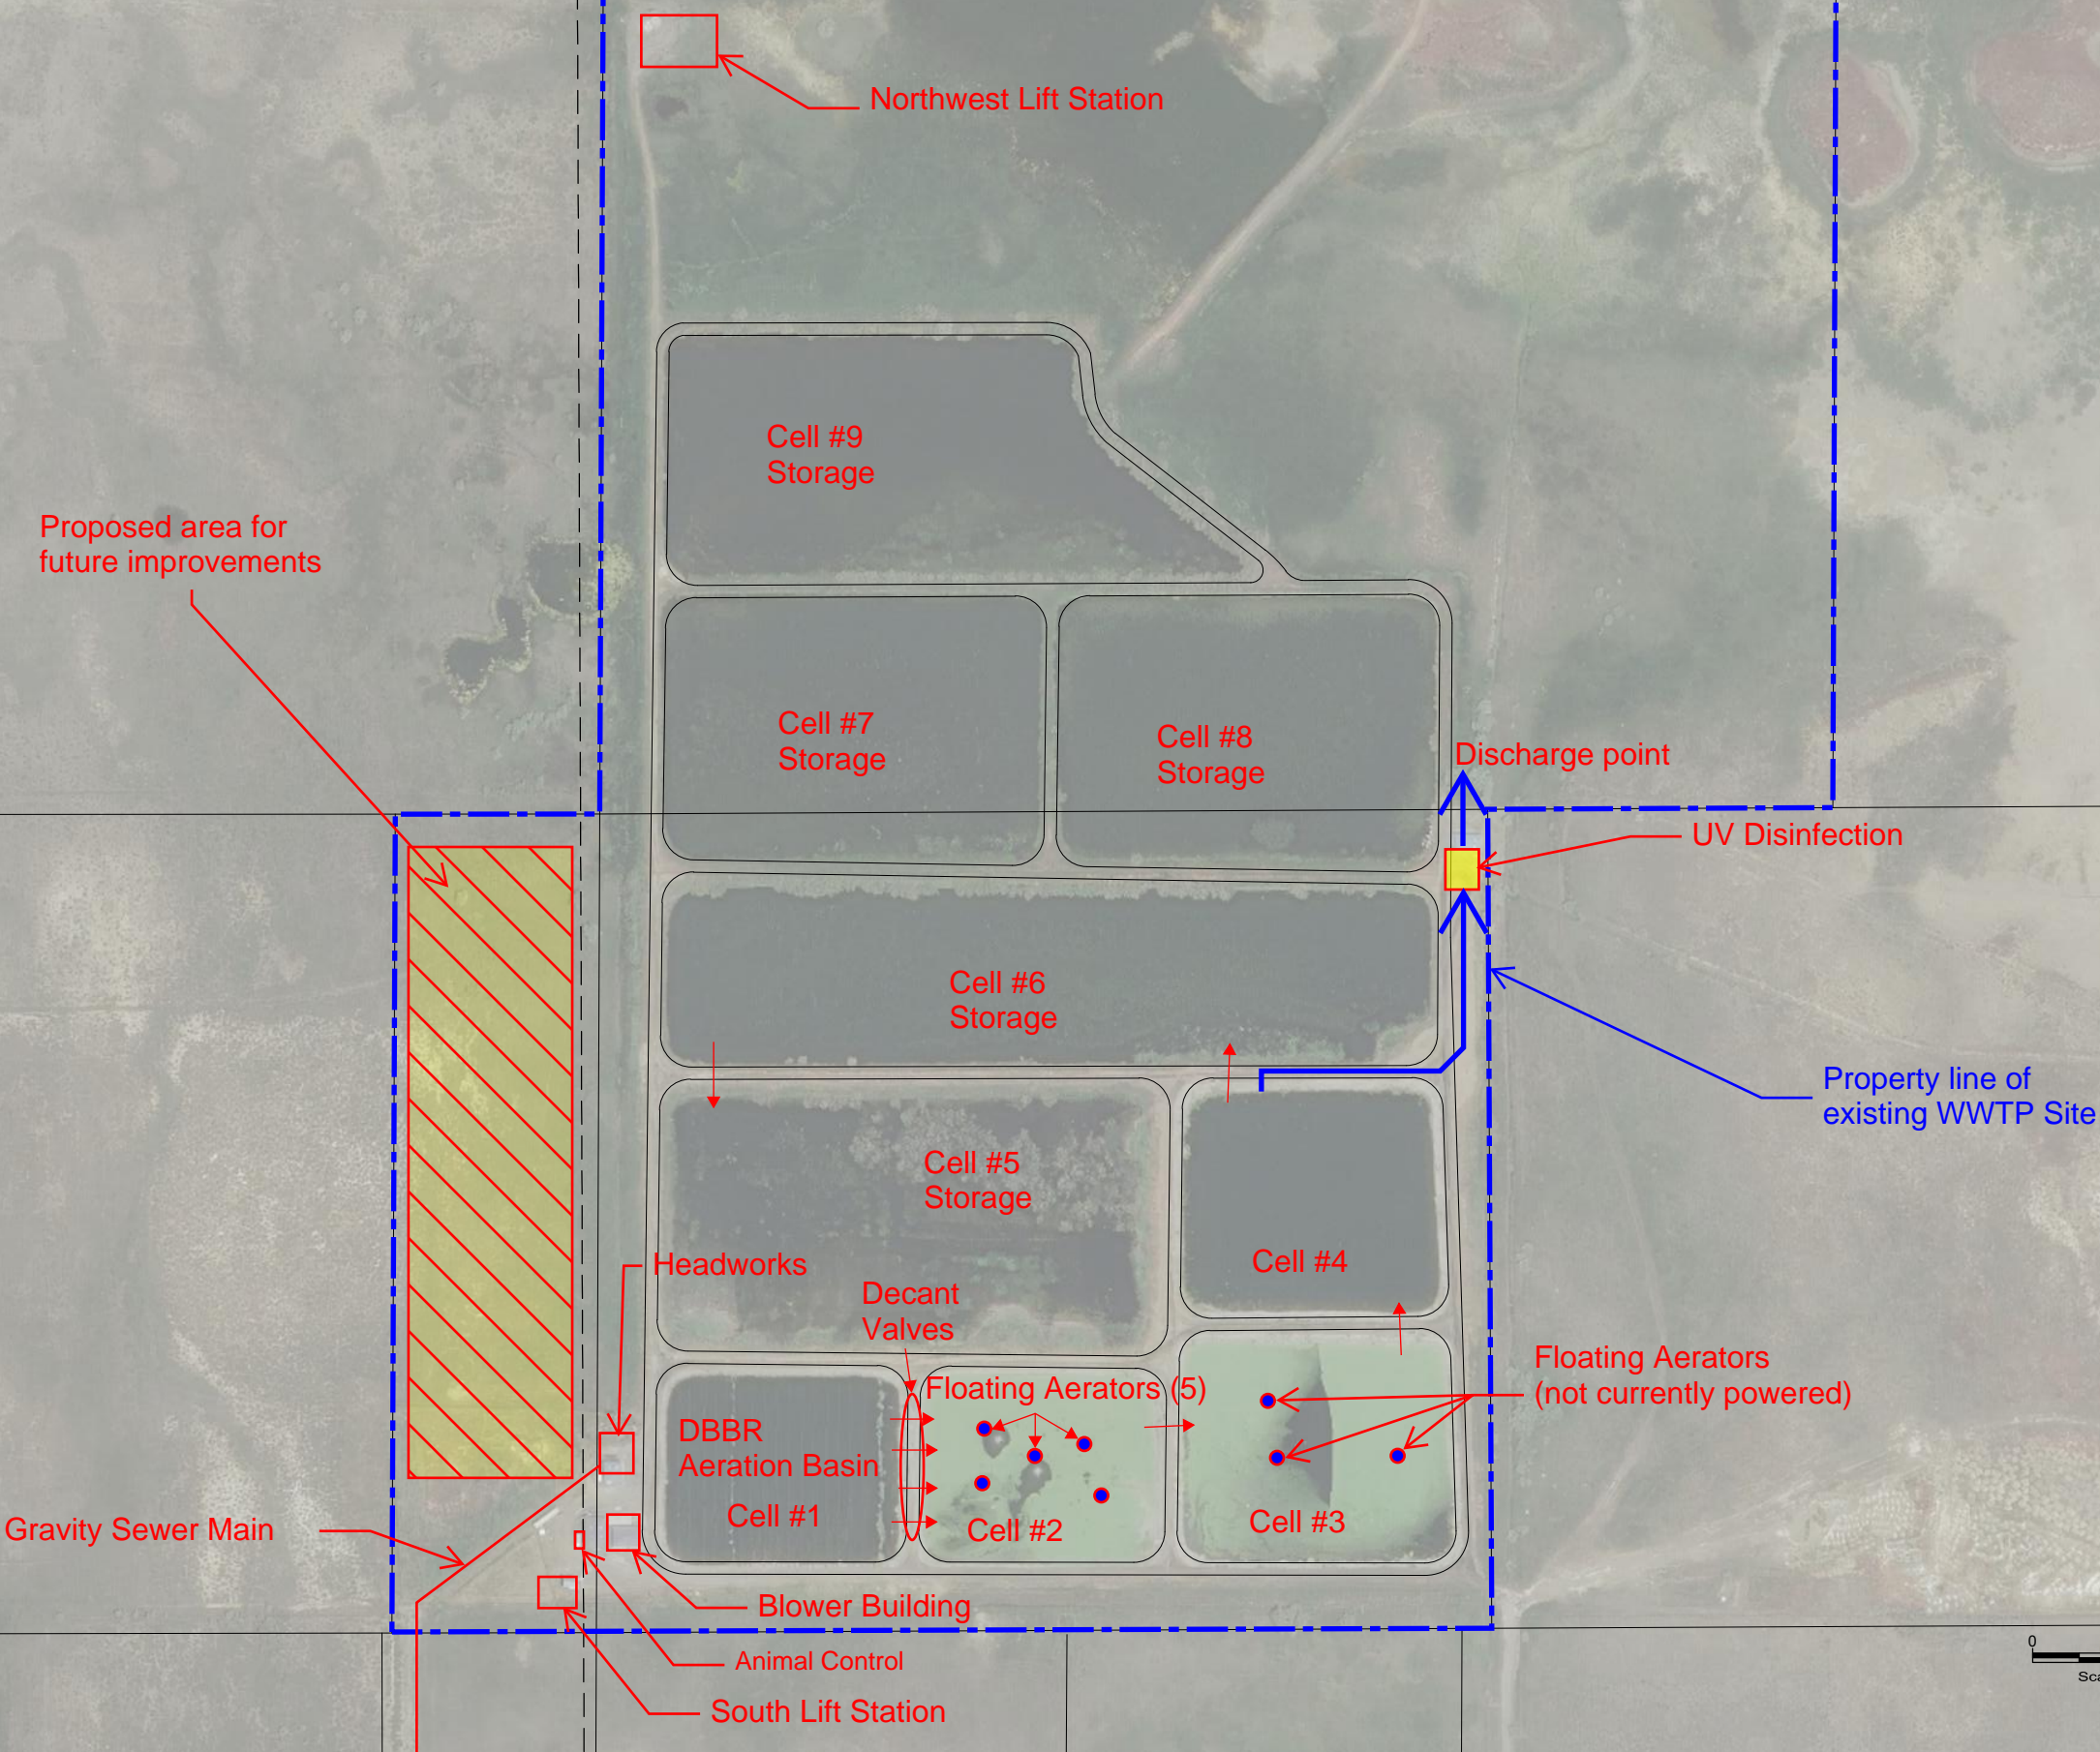 Northwest Lift Station
Cell #9
Storage
Proposed area for
future improvements
Cell #7
Storage
Cell #8
Storage
Discharge point
UV Disinfection
Cell #6
Storage
Property line of
existing WWTP Site
Cell #5
Storage
Cell #4
Headworks
Decant
Valves
Floating Aerators
(not currently powered)
Floating Aerators (5)
DBBR
Aeration Basin
Cell #1
Cell #2
Cell #3
Gravity Sewer Main
Blower Building
Animal Control
South Lift Station
0